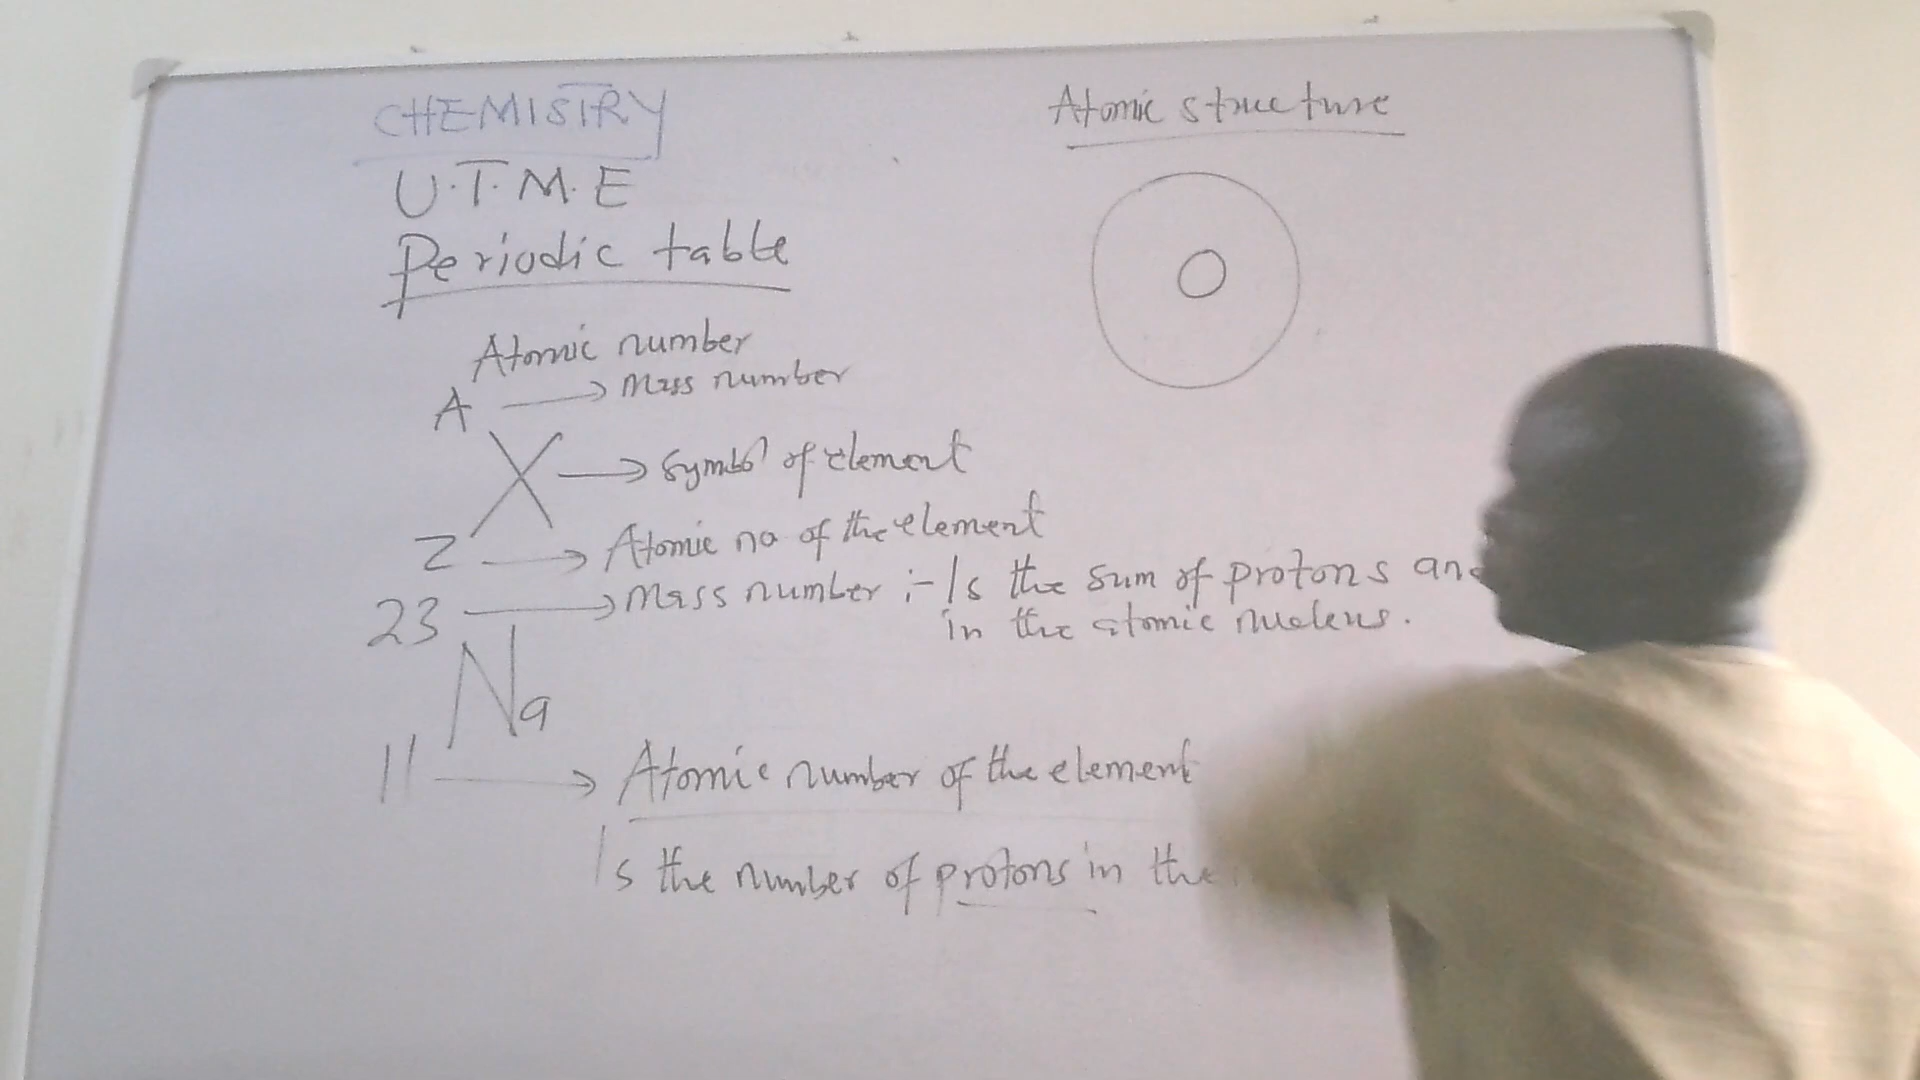 CHEMISTRY
U.T.M.E
Periodic table
Atomic number
A → Mass number
X → Symbol of element
Z → Atomic no of the element
23 → Mass number :- Is the sum of protons an
in the atomic nucleus.
Na
11 → Atomic number of the element
Is the number of protons in the
Atomic structure